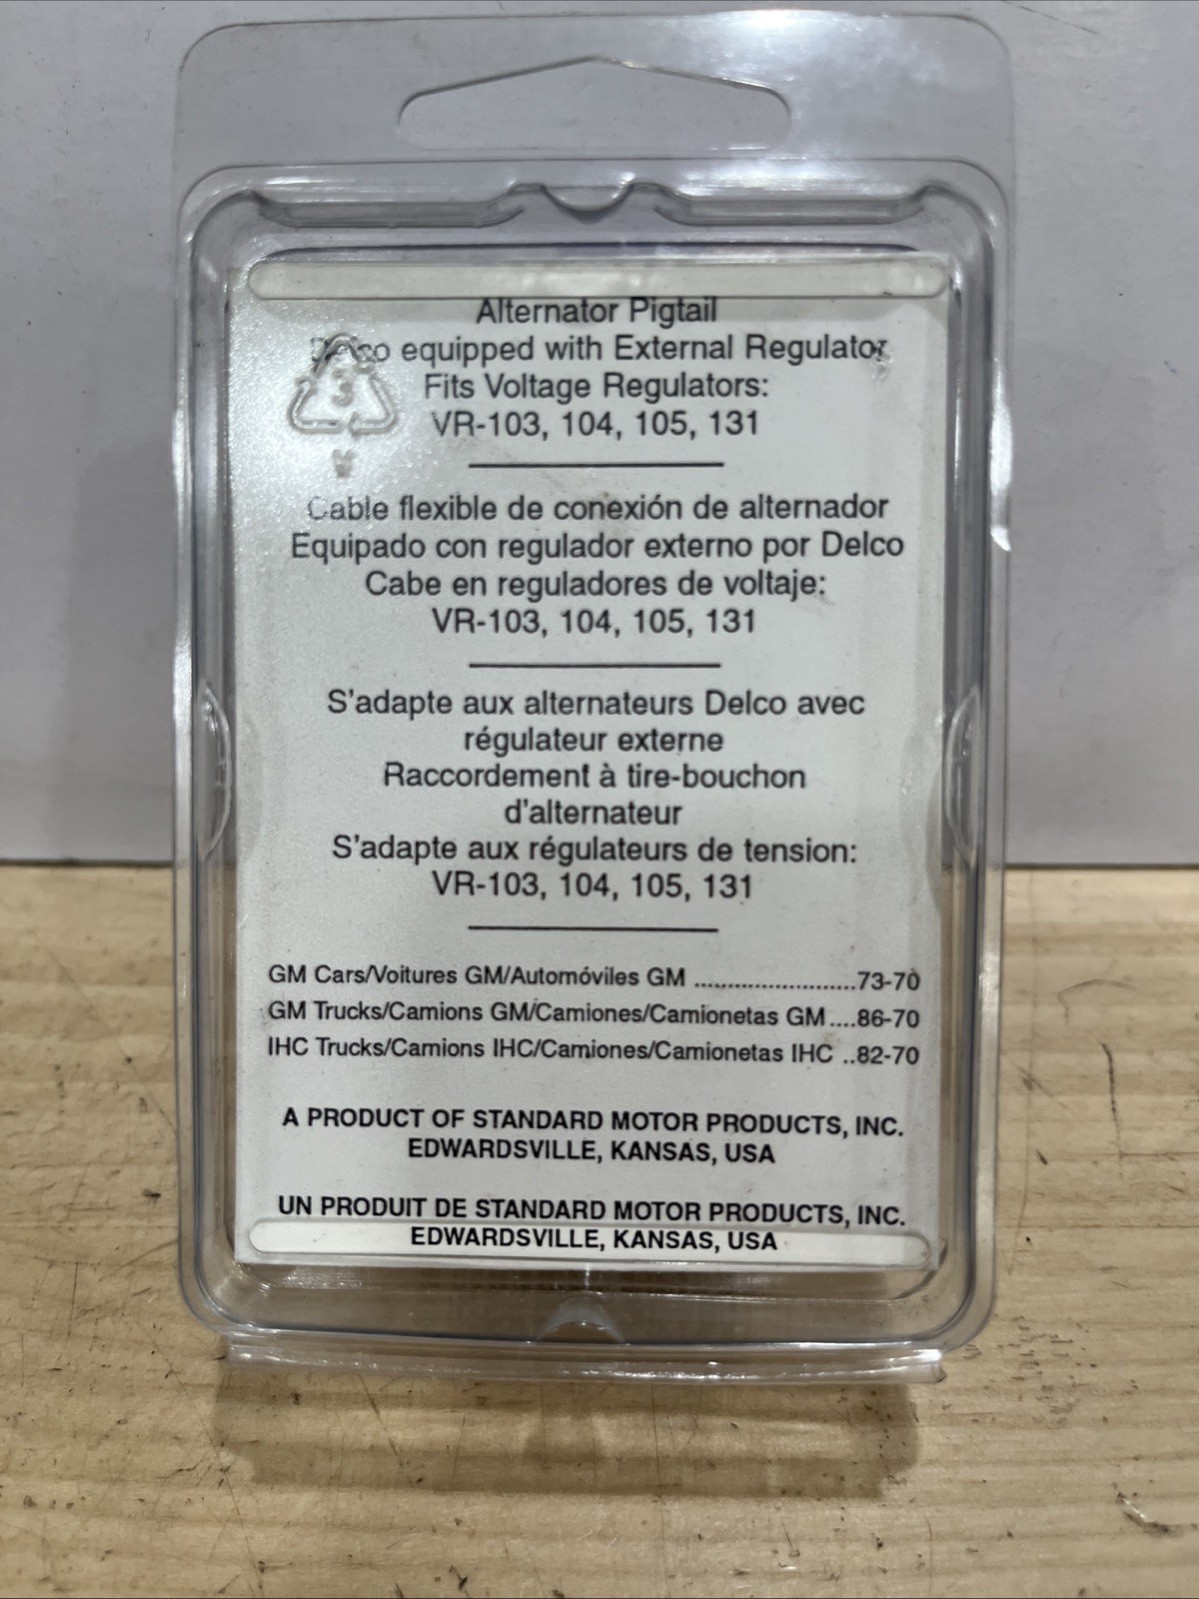 Alternator Pigtail
Delco equipped with External Regulator
Fits Voltage Regulators:
VR-103, 104, 105, 131
Cable flexible de conexión de alternador
Equipado con regulador externo por Delco
Cabe en reguladores de voltaje:
VR-103, 104, 105, 131
S'adapte aux alternateurs Delco avec
régulateur externe
Raccordement à tire-bouchon
d'alternateur
S'adapte aux régulateurs de tension:
VR-103, 104, 105, 131
GM Cars/Voitures GM/Automóviles GM ........................73-70
GM Trucks/Camions GM/Camiones/Camionetas GM ....86-70
IHC Trucks/Camions IHC/Camiones/Camionetas IHC ..82-70
A PRODUCT OF STANDARD MOTOR PRODUCTS, INC.
EDWARDSVILLE, KANSAS, USA
UN PRODUIT DE STANDARD MOTOR PRODUCTS, INC.
EDWARDSVILLE, KANSAS, USA
3
V